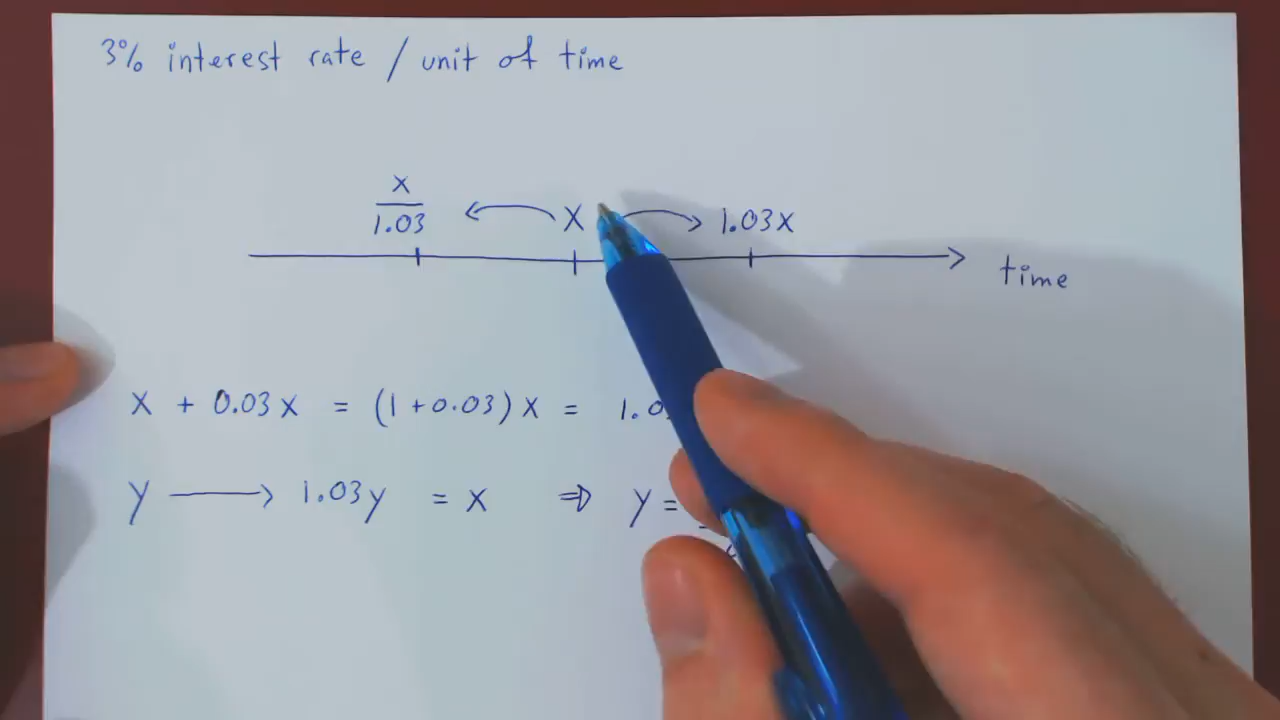 3% interest rate / unit of time
x/1.03 ← x → 1.03x
time
x + 0.03x = (1 + 0.03)x = 1.0
y → 1.03y = x ⇒ y =